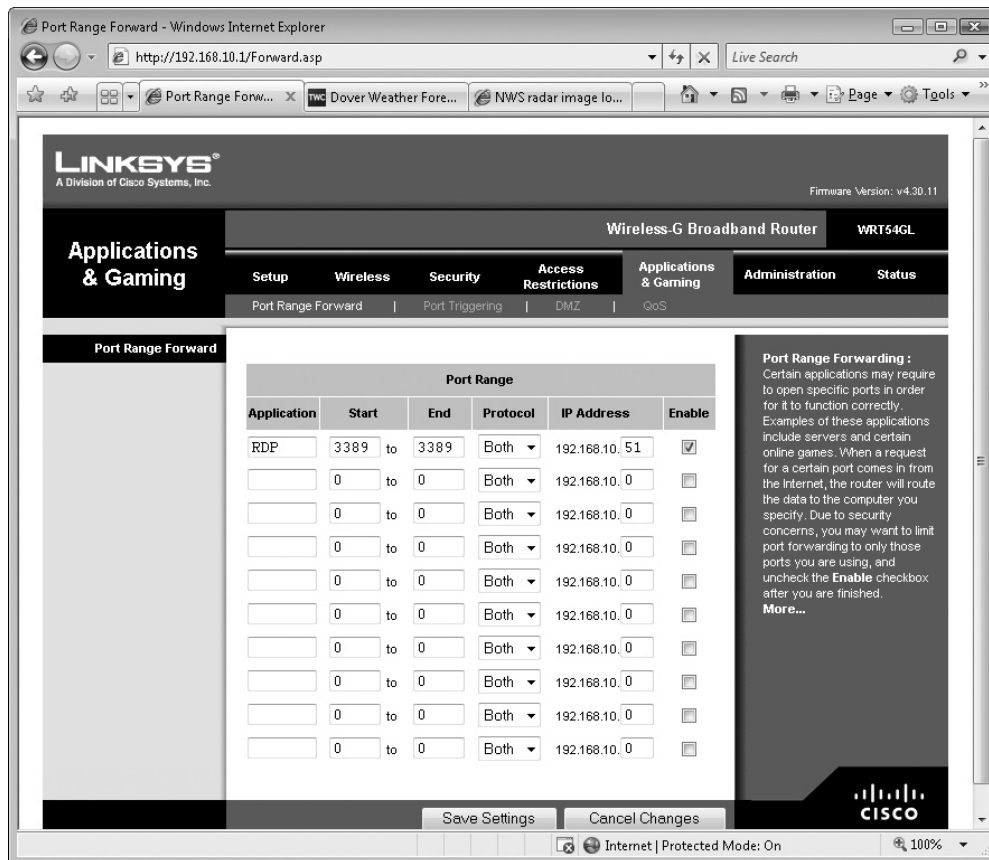 Port Range Forward - Windows Internet Explorer
http://192.168.10.1/Forward.asp
Live Search
Port Range Forw...
TWC Dover Weather Fore...
NWS radar image lo...
Page
Tools
LINKSYS®
A Division of Cisco Systems, Inc.
Firmware Version: v4.30.11
Wireless-G Broadband Router
WRT54GL
Applications & Gaming
Setup
Wireless
Security
Access Restrictions
Applications & Gaming
Administration
Status
Port Range Forward | Port Triggering | DMZ | QoS
Port Range Forward
Port Range
Application Start End Protocol IP Address Enable
RDP 3389 to 3389 Both 192.168.10. 51
0 to 0 Both 192.168.10. 0
0 to 0 Both 192.168.10. 0
0 to 0 Both 192.168.10. 0
0 to 0 Both 192.168.10. 0
0 to 0 Both 192.168.10. 0
0 to 0 Both 192.168.10. 0
0 to 0 Both 192.168.10. 0
0 to 0 Both 192.168.10. 0
0 to 0 Both 192.168.10. 0
Port Range Forwarding :
Certain applications may require
to open specific ports in order
for it to function correctly.
Examples of these applications
include servers and certain
online games. When a request
for a certain port comes in from
the Internet, the router will route
the data to the computer you
specify. Due to security
concerns, you may want to limit
port forwarding to only those
ports you are using, and
uncheck the Enable checkbox
after you are finished.
More...
Save Settings
Cancel Changes
CISCO
Internet | Protected Mode: On
100%